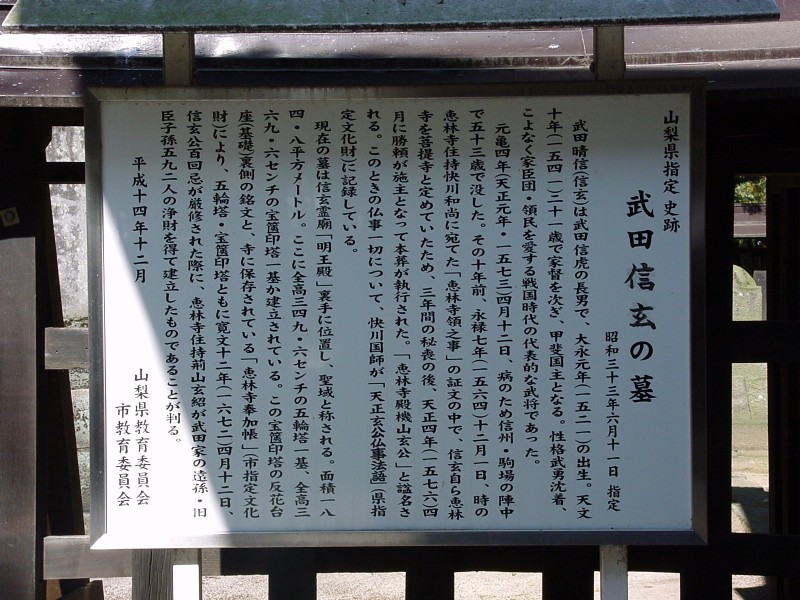 山梨県指定 史跡
武田信玄の墓
昭和三十三年六月十一日 指定
武田晴信(信玄)は武田信虎の長男で、大永元年(一五二一)の出生。天文
十年(一五四一)二十一歳で家督を次ぎ、甲斐国主となる。性格武勇沈着、
こよなく家臣団・領民を愛する戦国時代の代表的な武将であった。
元亀四年(天正元年・一五七三)四月十二日、病のため信州・駒場の陣中
で五十三歳で没した。その十年前、永禄七年(一五六四)十二月一日、時の
恵林寺住持快川和尚に宛てた「恵林寺領之事」の証文の中で、信玄自ら恵林
寺を菩提寺と定めていたため、三年間の秘喪の後、天正四年(一五七六)四
月に勝頼が施主となって本葬が執行された。「恵林寺殿機山玄公」と諡名さ
れる。このときの仏事一切について、快川国師が「天正玄公仏事法語」(県指
定文化財)に記録している。
現在の墓は信玄霊廟「明王殿」裏手に位置し、聖域と称される。面積一八
四・八平方メートル。ここに全高三四九・六センチの五輪塔一基、全高三
六九・六センチの宝篋印塔一基が建立されている。この宝篋印塔の反花台
座(基礎)裏側の銘文と、寺に保存されている「恵林寺奉加帳」(市指定文化
財)により、五輪塔・宝篋印塔ともに寛文十二年(一六七二)四月十二日、
信玄公百回忌が厳修された際に、恵林寺住持前山玄紹が武田家の遠孫・旧
臣子孫五九二人の浄財を得て建立したものであることが判る。
平成十四年十二月
山梨県教育委員会
市教育委員会